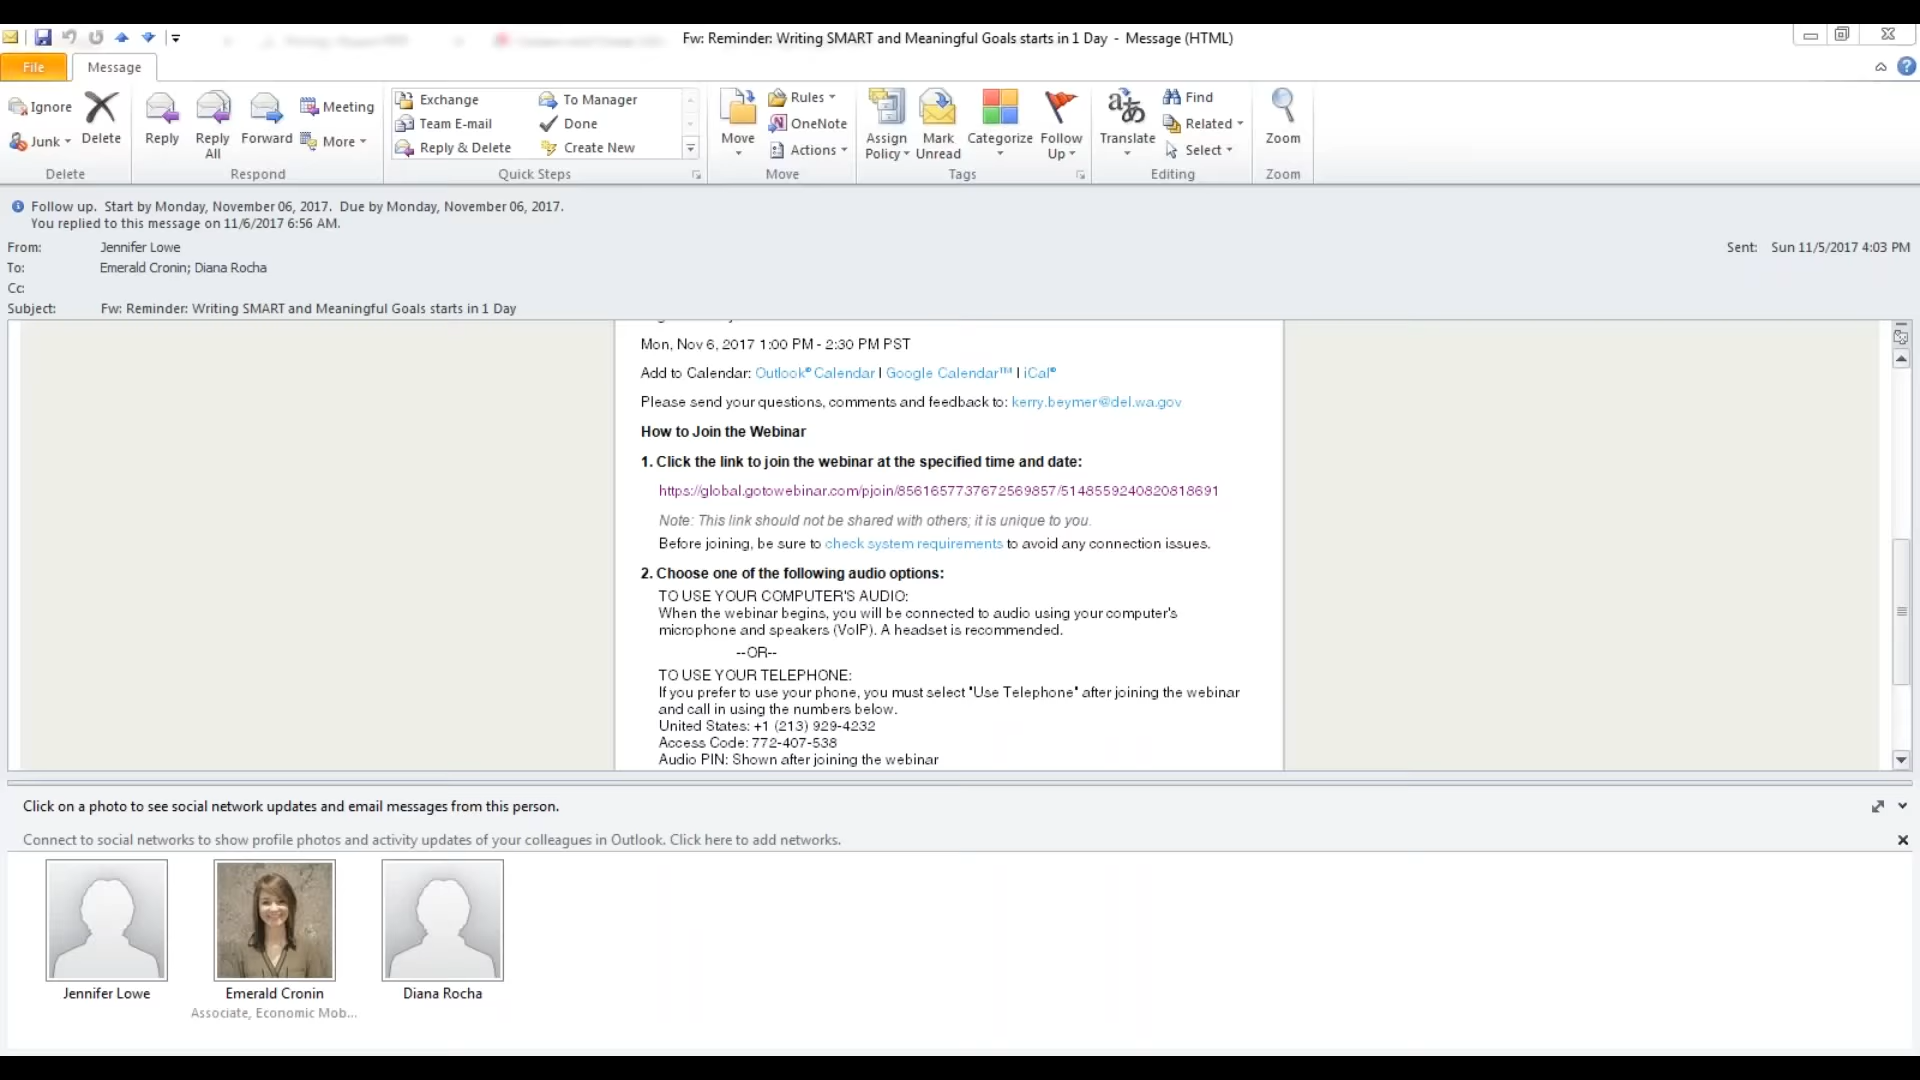 Fw: Reminder: Writing SMART and Meaningful Goals starts in 1 Day - Message (HTML)
File Message
Ignore
Junk
Delete
Delete
Reply
Reply All
Forward
Meeting
More
Respond
Exchange
To Manager
Team E-mail
Done
Reply & Delete
Create New
Quick Steps
Move
Rules
OneNote
Actions
Move
Assign Policy
Mark Unread
Categorize
Follow Up
Tags
Translate
Find
Related
Select
Editing
Zoom
Zoom
Follow up. Start by Monday, November 06, 2017. Due by Monday, November 06, 2017.
You replied to this message on 11/6/2017 6:56 AM.
From: Jennifer Lowe
Sent: Sun 11/5/2017 4:03 PM
To: Emerald Cronin; Diana Rocha
Cc:
Subject: Fw: Reminder: Writing SMART and Meaningful Goals starts in 1 Day
Mon, Nov 6, 2017 1:00 PM - 2:30 PM PST
Add to Calendar: Outlook® Calendar | Google Calendar™ | iCal®
Please send your questions, comments and feedback to: kerry.beymer@del.wa.gov
How to Join the Webinar
1. Click the link to join the webinar at the specified time and date:
https://global.gotowebinar.com/pjoin/8561657737672569857/5148559240820818691
Note: This link should not be shared with others; it is unique to you.
Before joining, be sure to check system requirements to avoid any connection issues.
2. Choose one of the following audio options:
TO USE YOUR COMPUTER'S AUDIO:
When the webinar begins, you will be connected to audio using your computer's
microphone and speakers (VoIP). A headset is recommended.
--OR--
TO USE YOUR TELEPHONE:
If you prefer to use your phone, you must select "Use Telephone" after joining the webinar
and call in using the numbers below.
United States: +1 (213) 929-4232
Access Code: 772-407-538
Audio PIN: Shown after joining the webinar
Click on a photo to see social network updates and email messages from this person.
Connect to social networks to show profile photos and activity updates of your colleagues in Outlook. Click here to add networks.
Jennifer Lowe
Emerald Cronin
Diana Rocha
Associate, Economic Mob...